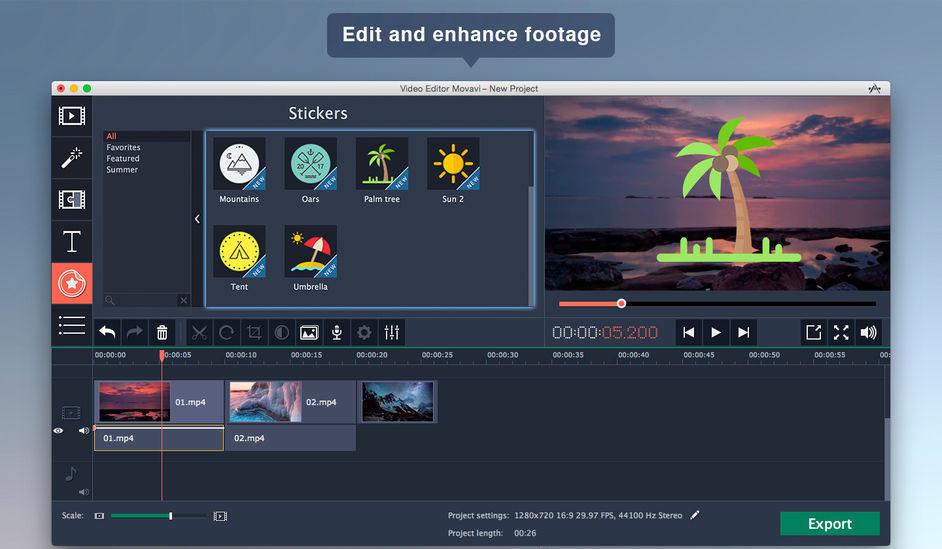 Edit and enhance footage
Video Editor Movavi – New Project
Stickers
All
Favorites
Featured
Summer
NEW
Mountains
20 17
NEW
Oars
NEW
Palm tree
NEW
Sun 2
NEW
Tent
NEW
Umbrella
T
00:00:05.200
00:00:00
0:00:05
00:00:10
00:00:15
00:00:20
00:00:25
00:00:30
00:00:35
00:00:40
00:00:45
00:00:50
00:00:55
00:
01.mp4
02.mp4
01.mp4
02.mp4
Scale:
Project settings: 1280x720 16:9 29.97 FPS, 44100 Hz Stereo
Project length: 00:26
Export